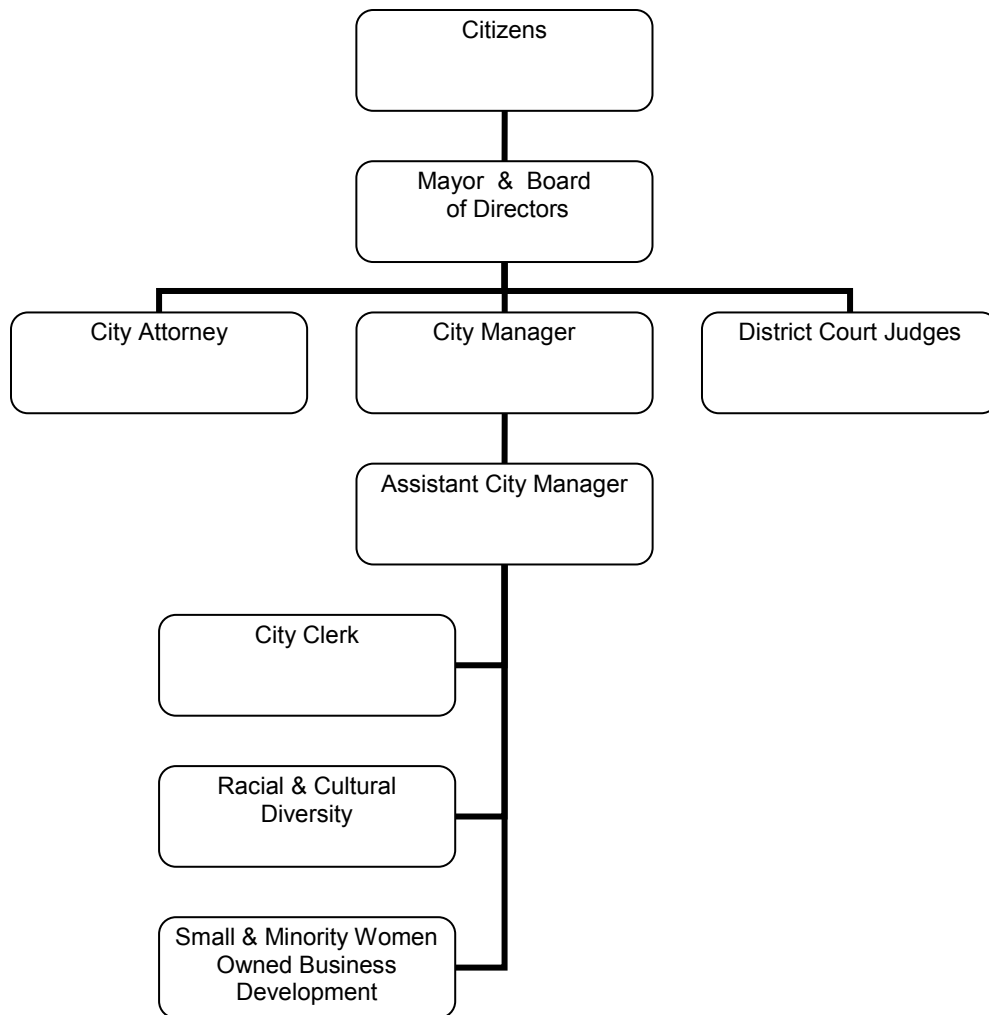 Citizens
Mayor & Board
of Directors
City Attorney
City Manager
District Court Judges
Assistant City Manager
City Clerk
Racial & Cultural
Diversity
Small & Minority Women
Owned Business
Development